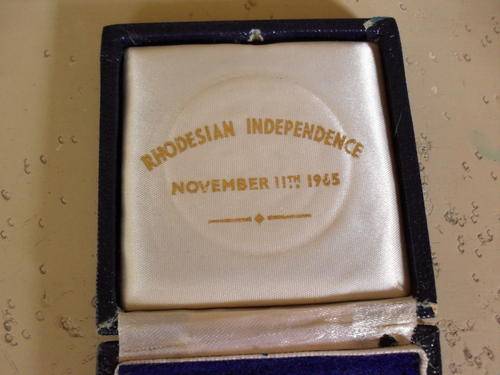 RHODESIAN INDEPENDENCE
NOVEMBER 11TH 1965